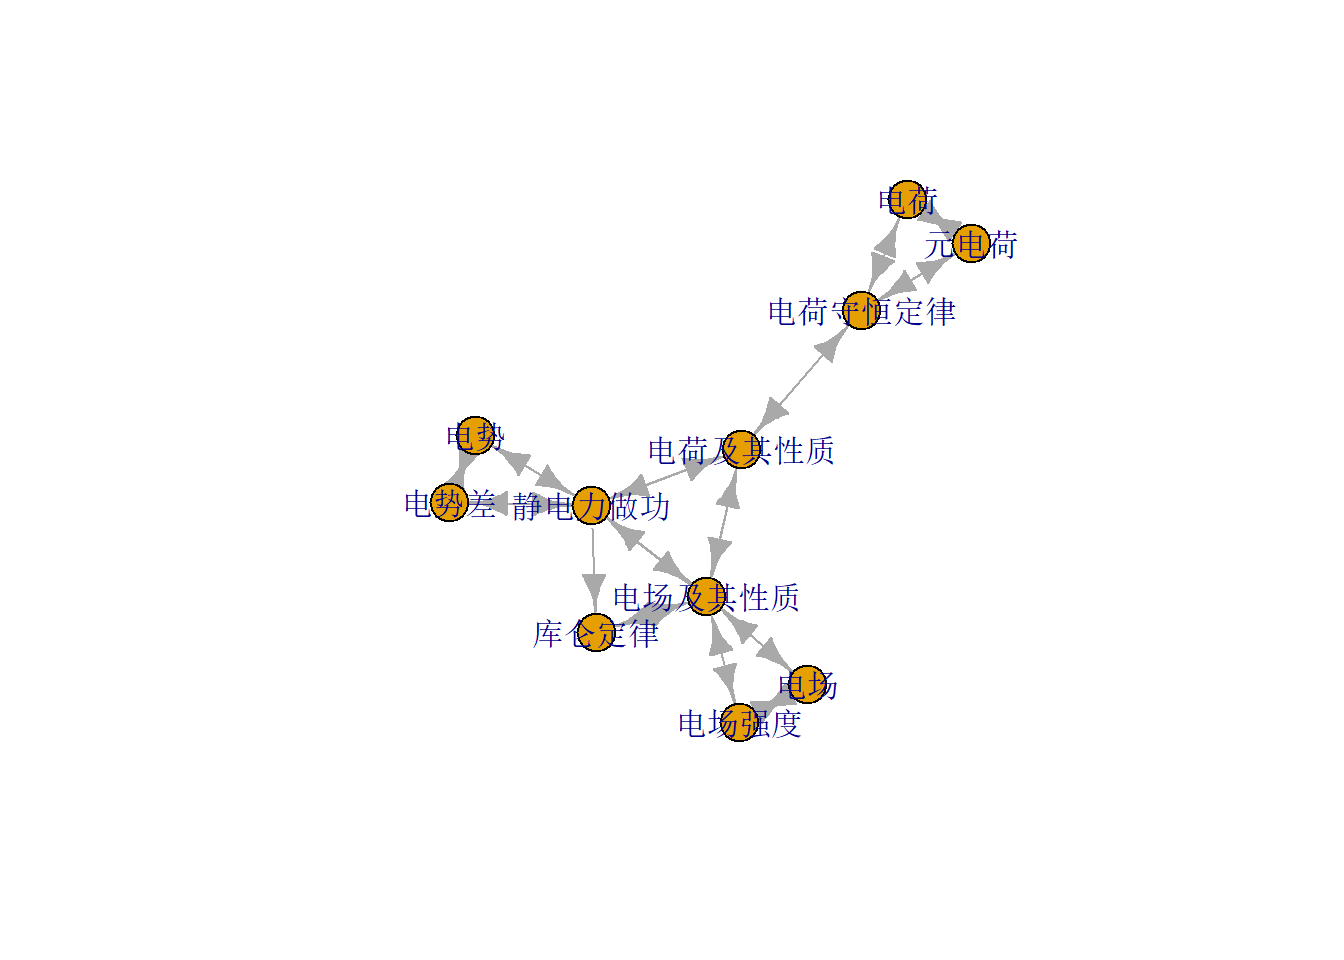 电荷
元电荷
电荷守恒定律
电势
电荷及其性质
电势差
静电力做功
电场及其性质
库仑定律
电场
电场强度